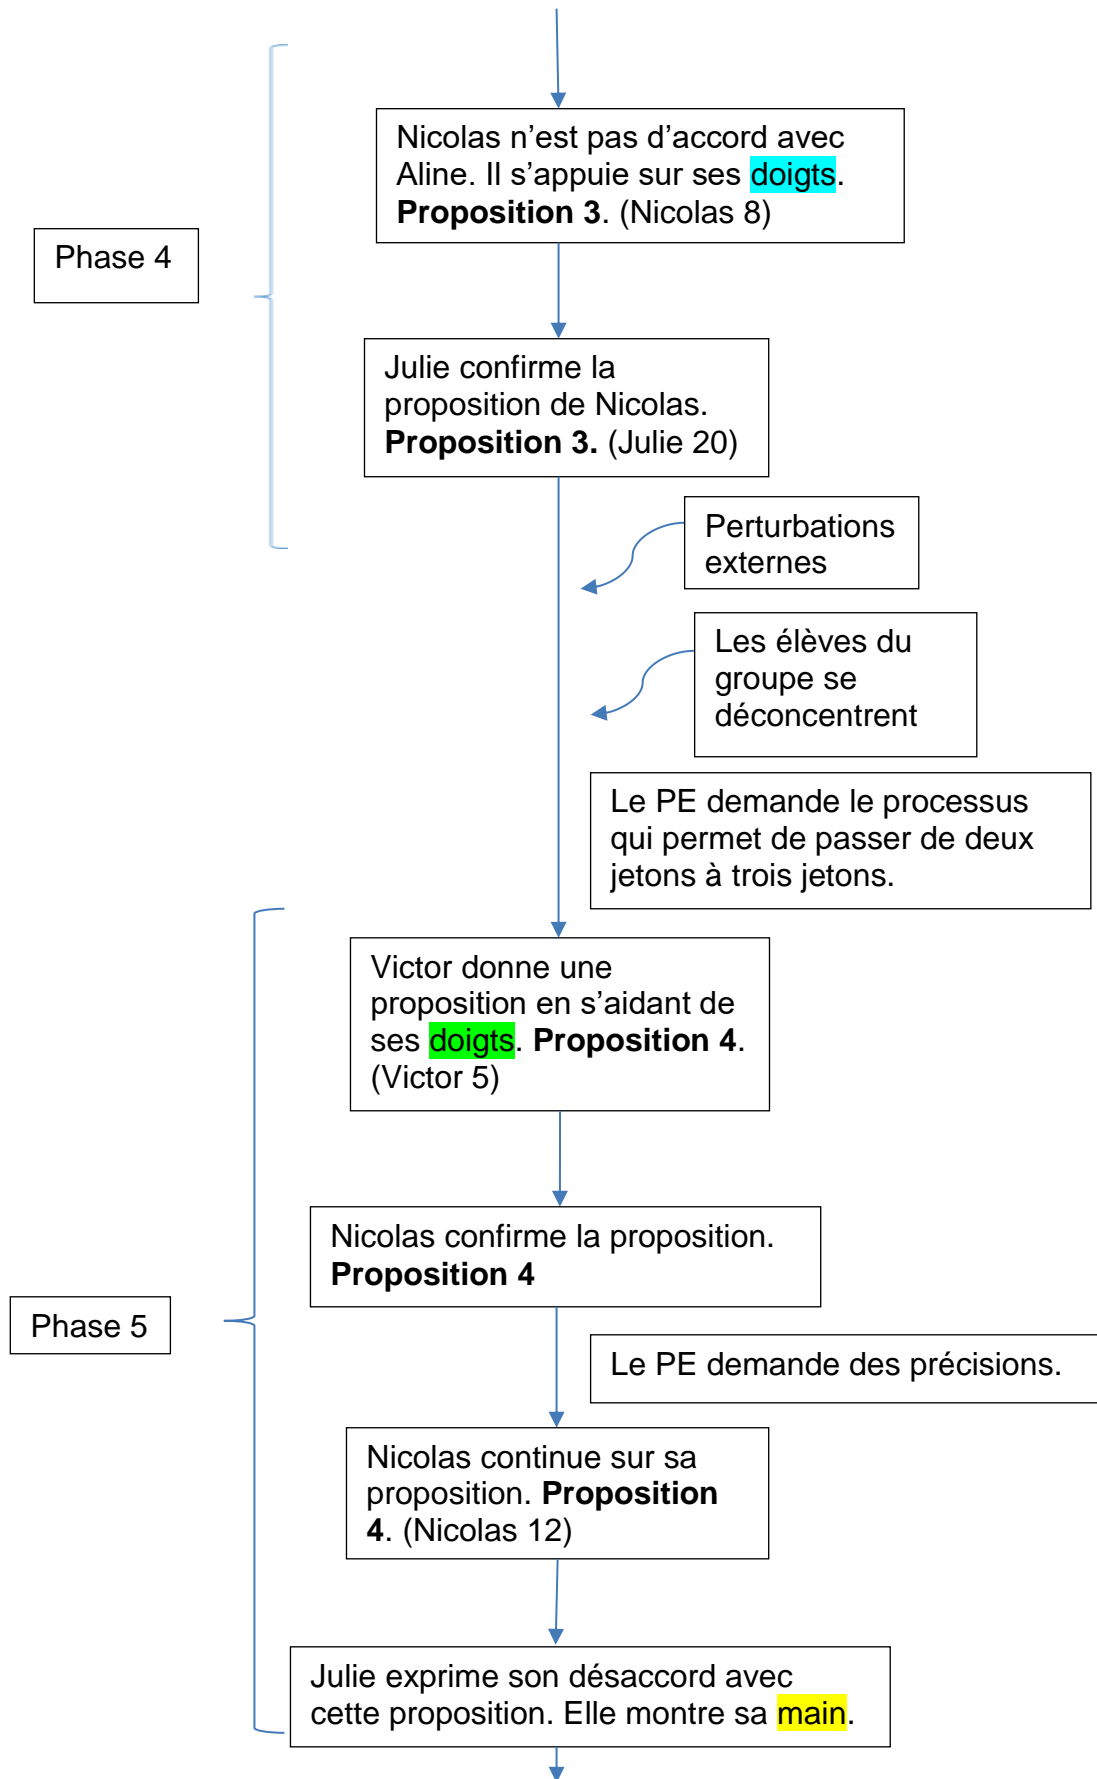 Nicolas n'est pas d'accord avec
Aline. Il s'appuie sur ses doigts.
Proposition 3. (Nicolas 8)
Phase 4
Julie confirme la
proposition de Nicolas.
Proposition 3. (Julie 20)
Perturbations
externes
Les élèves du
groupe se
déconcentrent
Le PE demande le processus
qui permet de passer de deux
jetons à trois jetons.
Victor donne une
proposition en s'aidant de
ses doigts. Proposition 4.
(Victor 5)
Nicolas confirme la proposition.
Proposition 4
Phase 5
Le PE demande des précisions.
Nicolas continue sur sa
proposition. Proposition
4. (Nicolas 12)
Julie exprime son désaccord avec
cette proposition. Elle montre sa main.